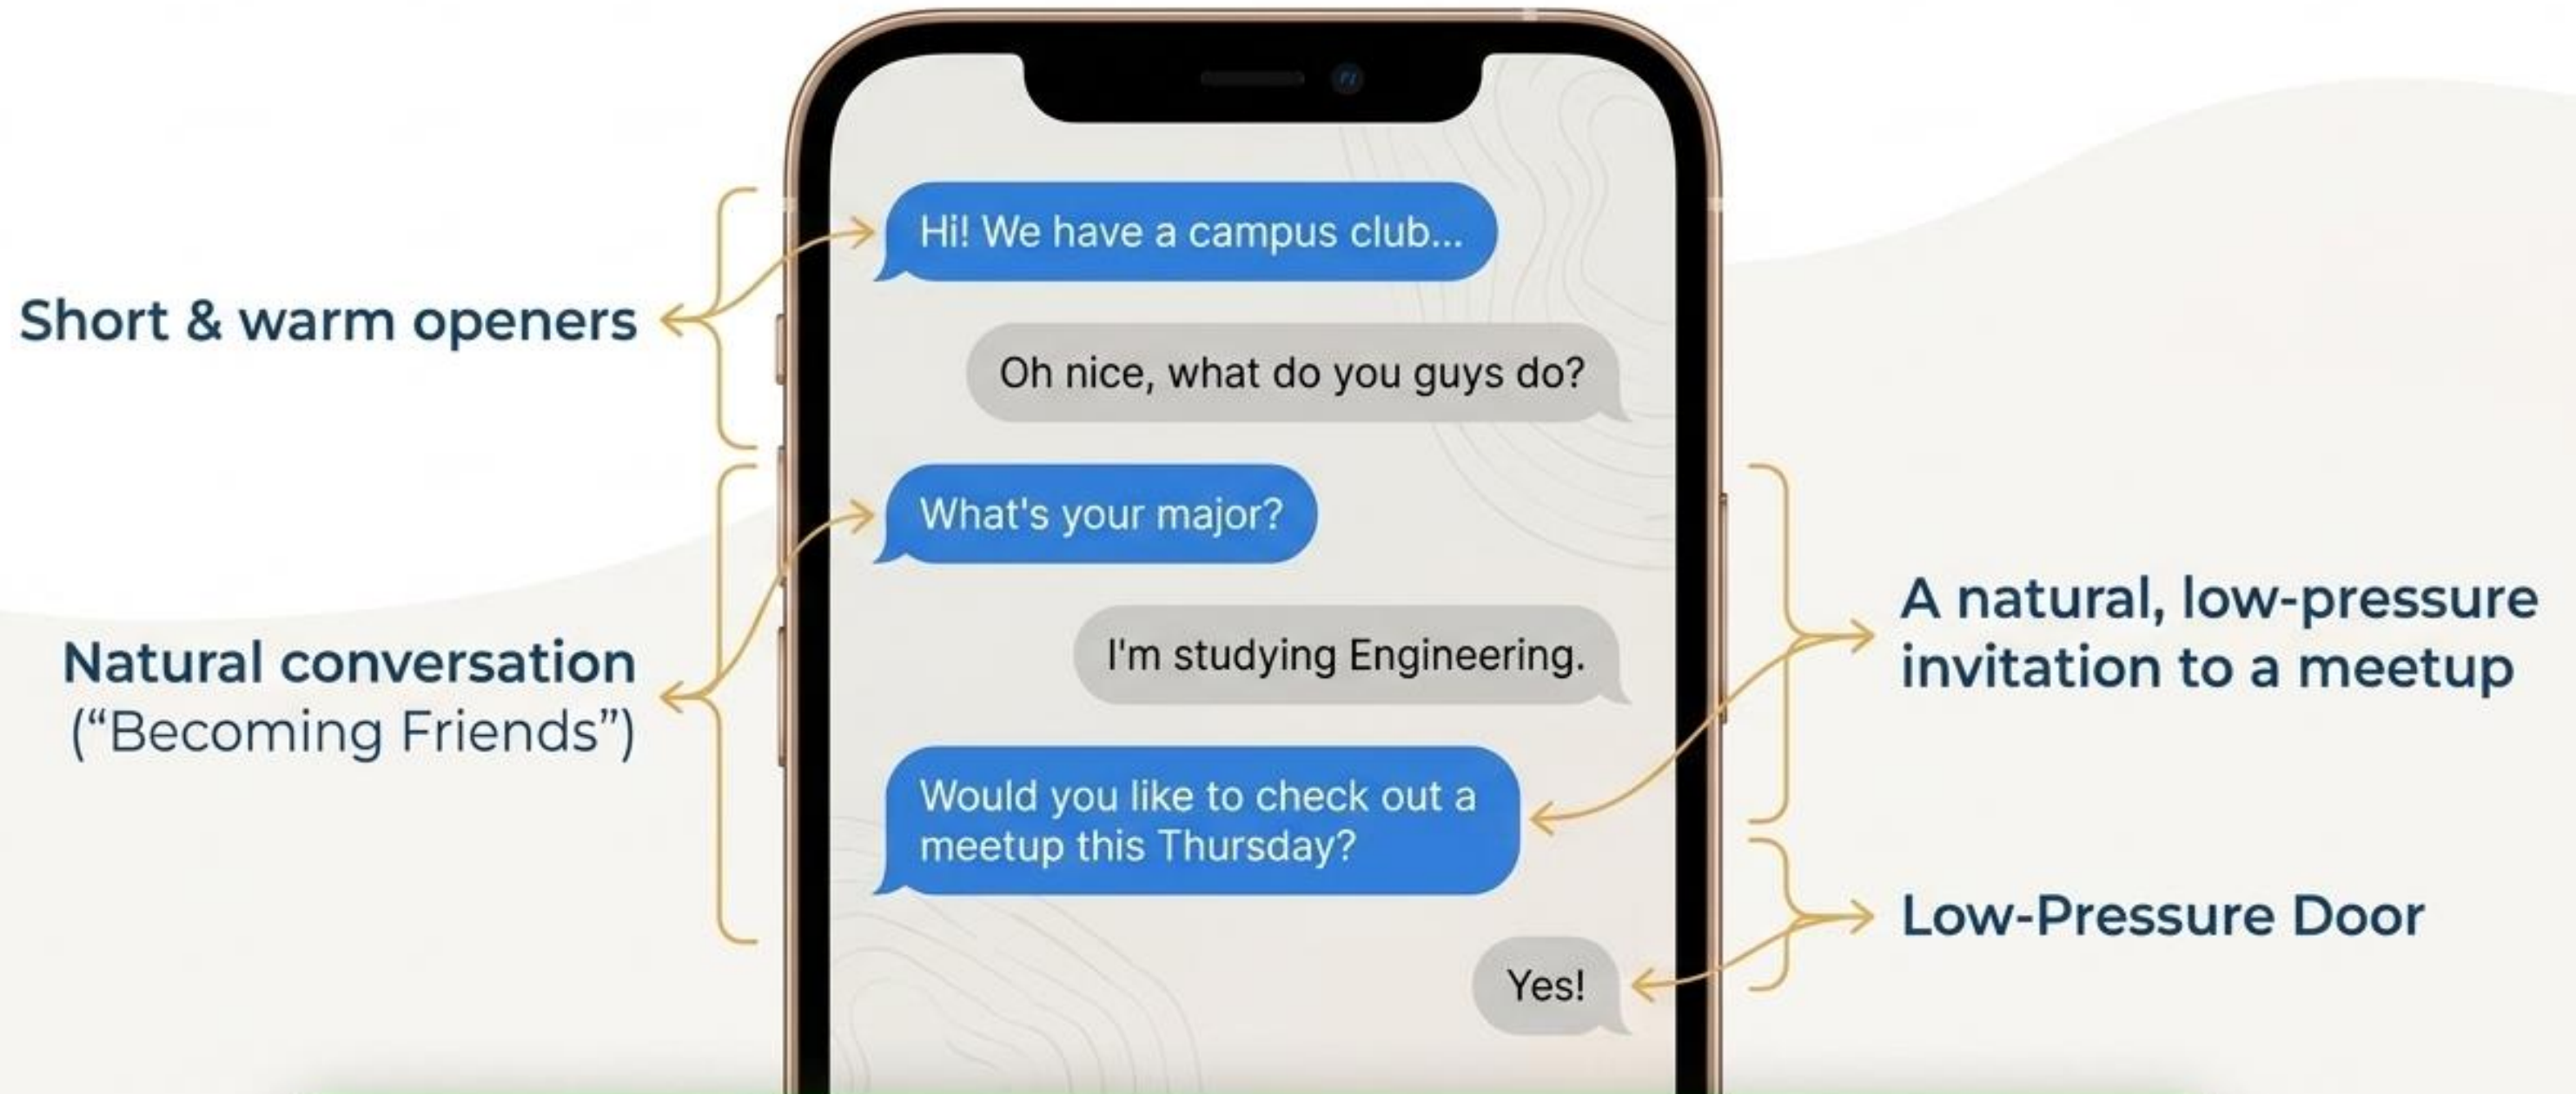 Short & warm openers
Natural conversation
(“Becoming Friends”)
Hi! We have a campus club...
Oh nice, what do you guys do?
What's your major?
I'm studying Engineering.
Would you like to check out a
meetup this Thursday?
Yes!
A natural, low-pressure
invitation to a meetup
Low-Pressure Door